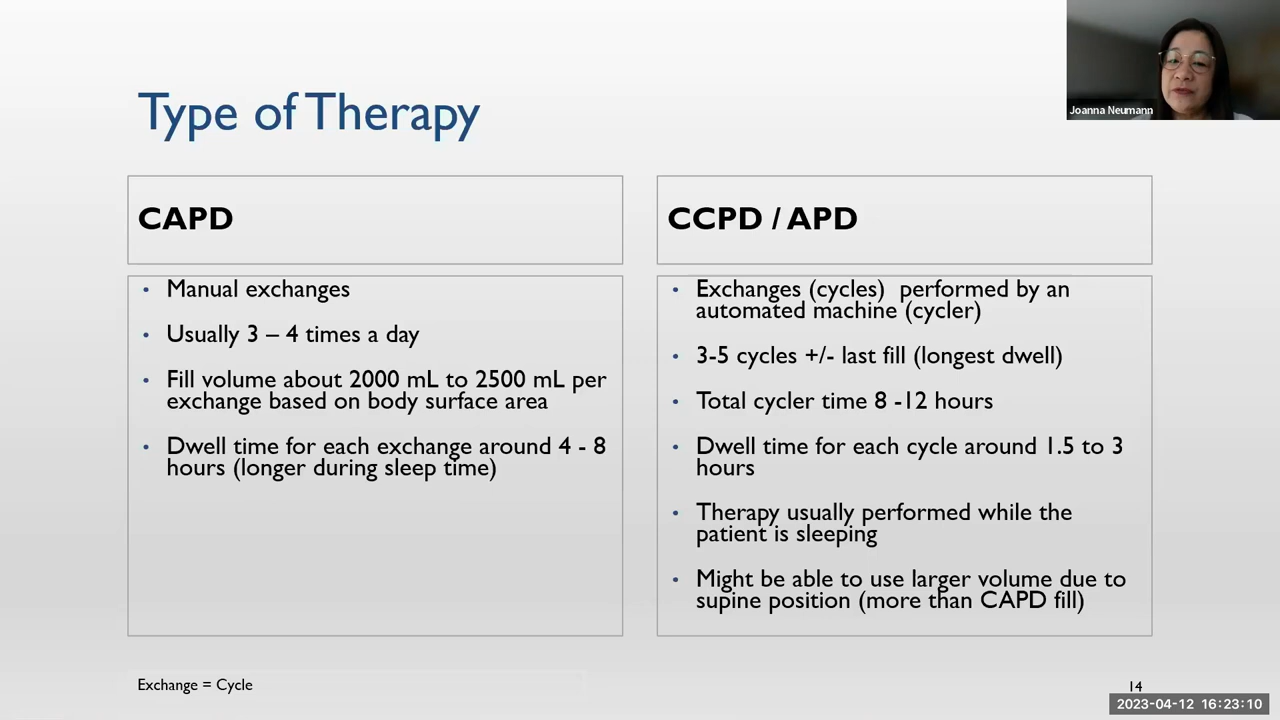 Type of Therapy
Joanna Neumann
CAPD
• Manual exchanges
• Usually 3 – 4 times a day
• Fill volume about 2000 mL to 2500 mL per
exchange based on body surface area
• Dwell time for each exchange around 4 - 8
hours (longer during sleep time)
CCPD / APD
• Exchanges (cycles)  performed by an
automated machine (cycler)
• 3-5 cycles +/- last fill (longest dwell)
• Total cycler time 8 -12 hours
• Dwell time for each cycle around 1.5 to 3
hours
• Therapy usually performed while the
patient is sleeping
• Might be able to use larger volume due to
supine position (more than CAPD fill)
Exchange = Cycle
14
2023-04-12 16:23:10